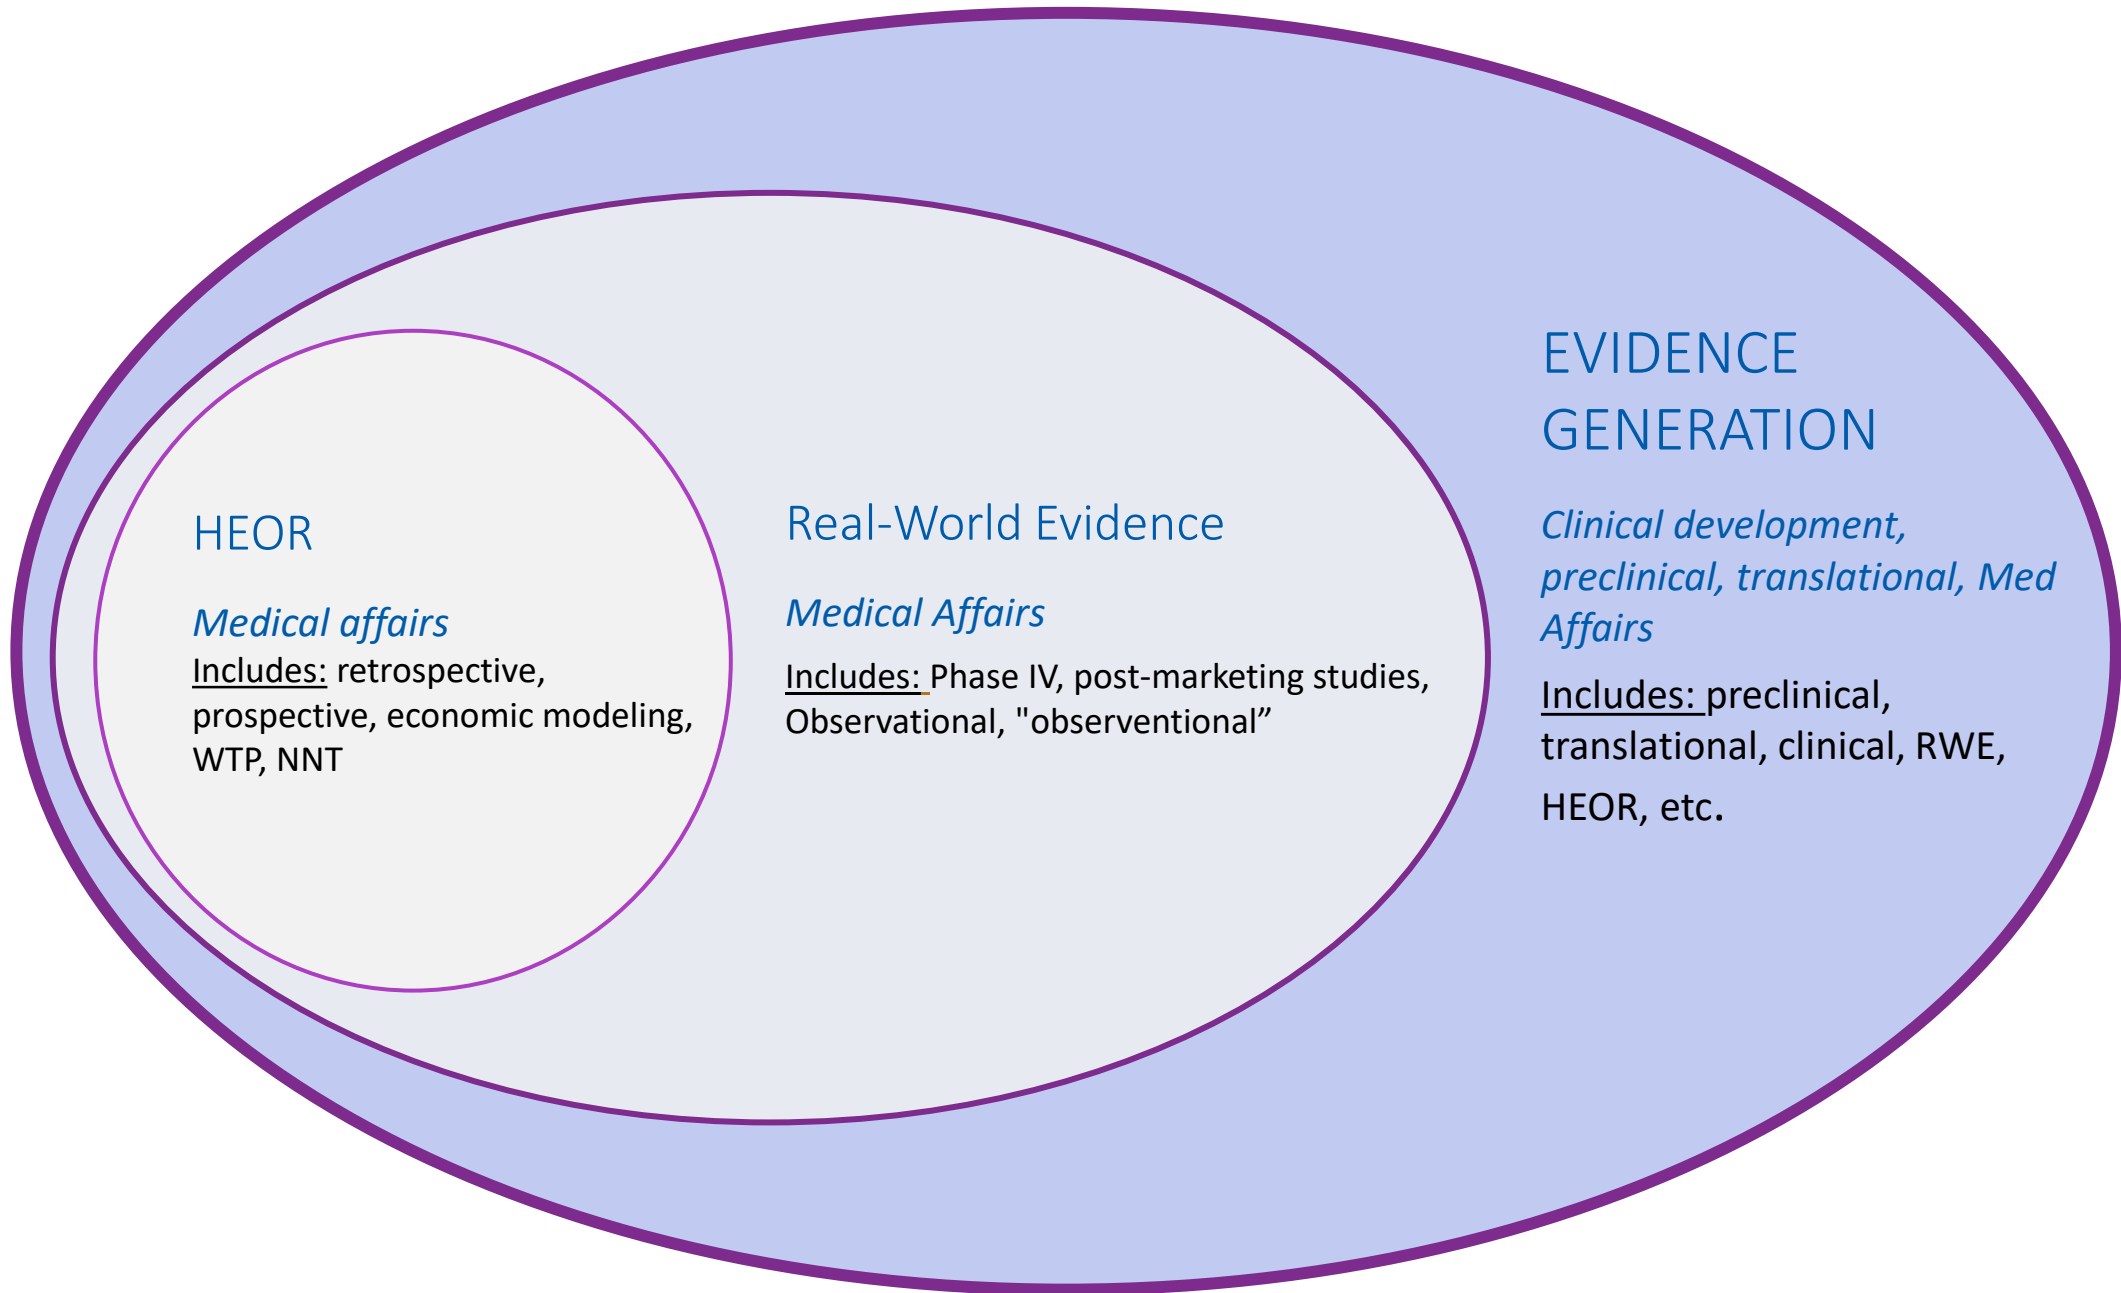 HEOR
Medical affairs
Includes: retrospective,
prospective, economic modeling,
WTP, NNT
Real-World Evidence
Medical Affairs
Includes: Phase IV, post-marketing studies,
Observational, "observentional”
EVIDENCE
GENERATION
Clinical development,
preclinical, translational, Med
Affairs
Includes: preclinical,
translational, clinical, RWE,
HEOR, etc.